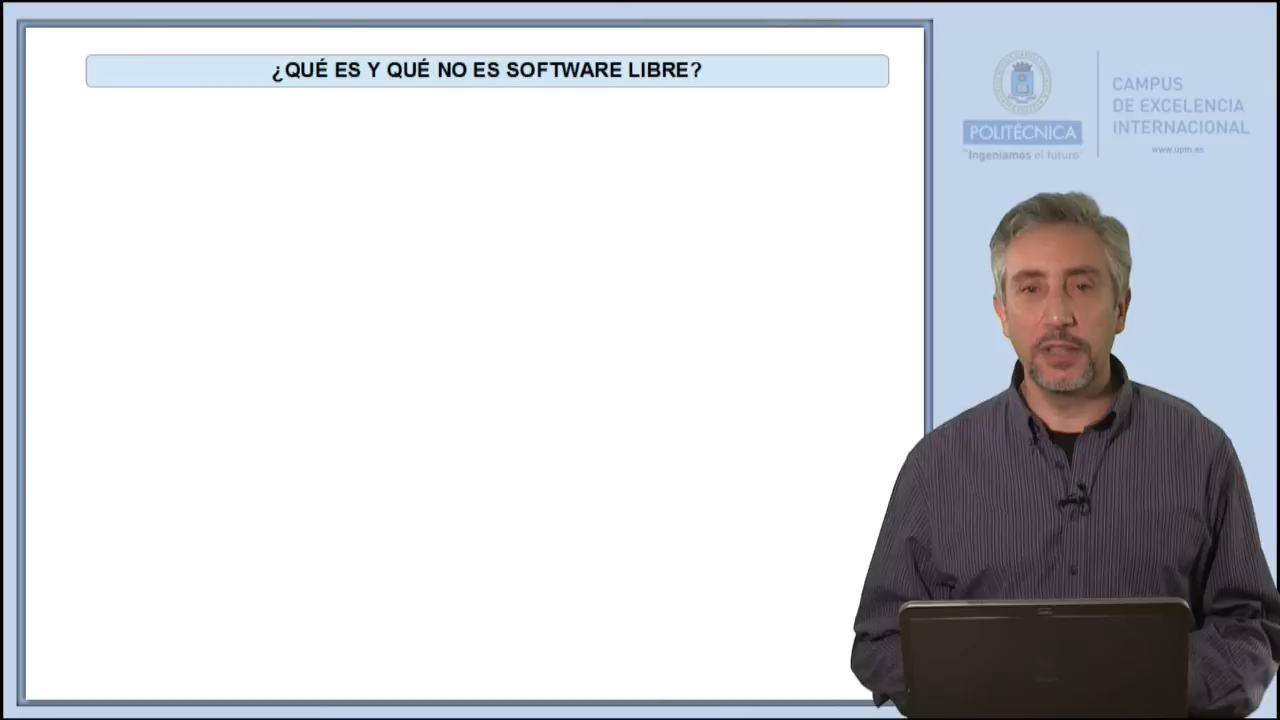 ¿QUÉ ES Y QUÉ NO ES SOFTWARE LIBRE?
POLITÉCNICA
"Ingeniamos el futuro"
CAMPUS
DE EXCELENCIA
INTERNACIONAL
www.upm.es